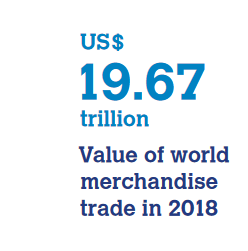 US$
19.67
trillion
Value of world
merchandise
trade in 2018